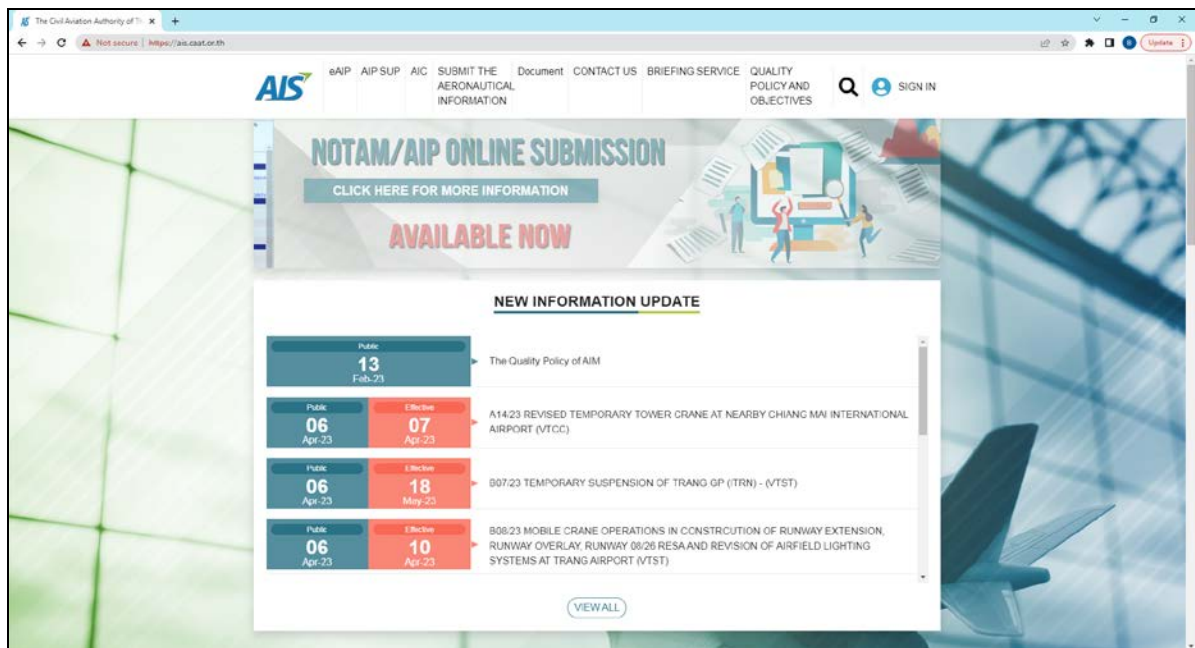 The Civil Aviation Authority of Th
Not secure | https://ais.caat.or.th
Update
AIS
eAIP AIP SUP AIC SUBMIT THE AERONAUTICAL INFORMATION Document CONTACT US BRIEFING SERVICE QUALITY POLICY AND OBJECTIVES SIGN IN
NOTAM/AIP ONLINE SUBMISSION
CLICK HERE FOR MORE INFORMATION
AVAILABLE NOW
NEW INFORMATION UPDATE
Public
13
Feb-23
The Quality Policy of AIM
Public Effective
06 07
Apr-23 Apr-23
A14/23 REVISED TEMPORARY TOWER CRANE AT NEARBY CHIANG MAI INTERNATIONAL
AIRPORT (VTCC)
Public Effective
06 18
Apr-23 May-23
B07/23 TEMPORARY SUSPENSION OF TRANG GP (ITRN) - (VTST)
Public Effective
06 10
Apr-23 Apr-23
B08/23 MOBILE CRANE OPERATIONS IN CONSTRCUTION OF RUNWAY EXTENSION,
RUNWAY OVERLAY, RUNWAY 08/26 RESA AND REVISION OF AIRFIELD LIGHTING
SYSTEMS AT TRANG AIRPORT (VTST)
VIEW ALL